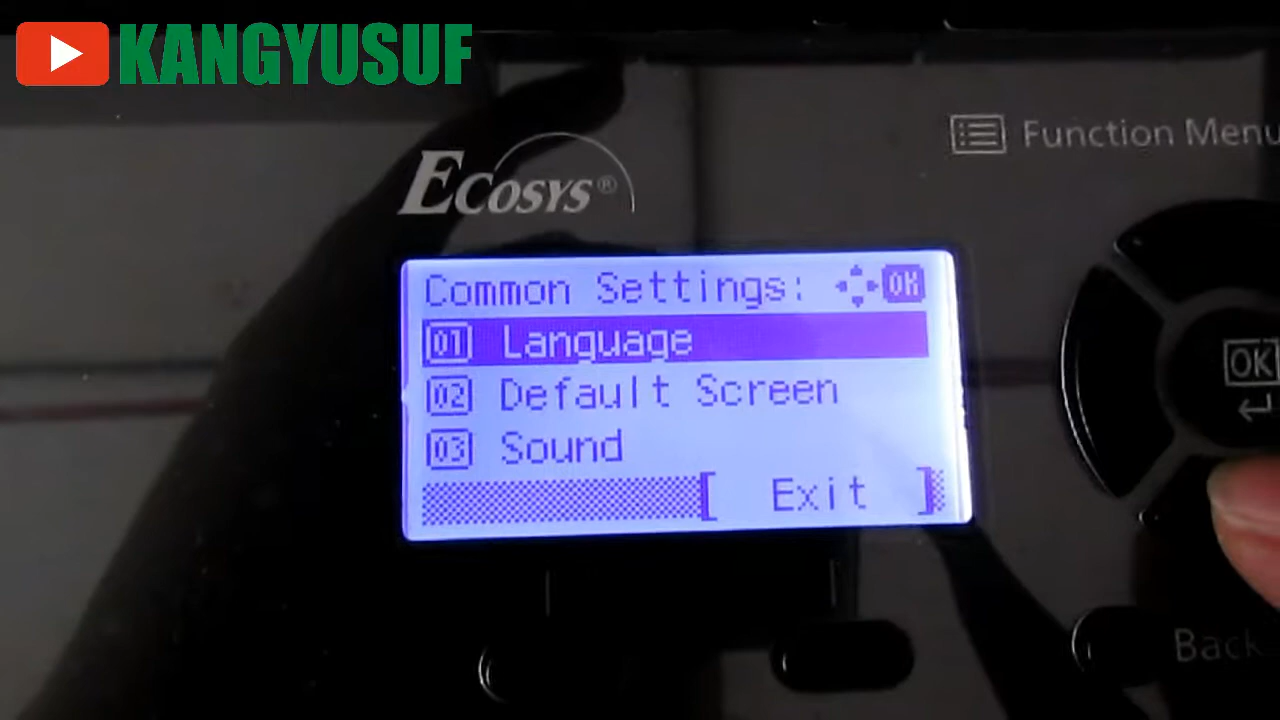 KANGYUSUF
Function Menu
ECOSYS®
Common Settings: OK
01 Language
02 Default Screen
03 Sound
[ Exit ]
OK
Back